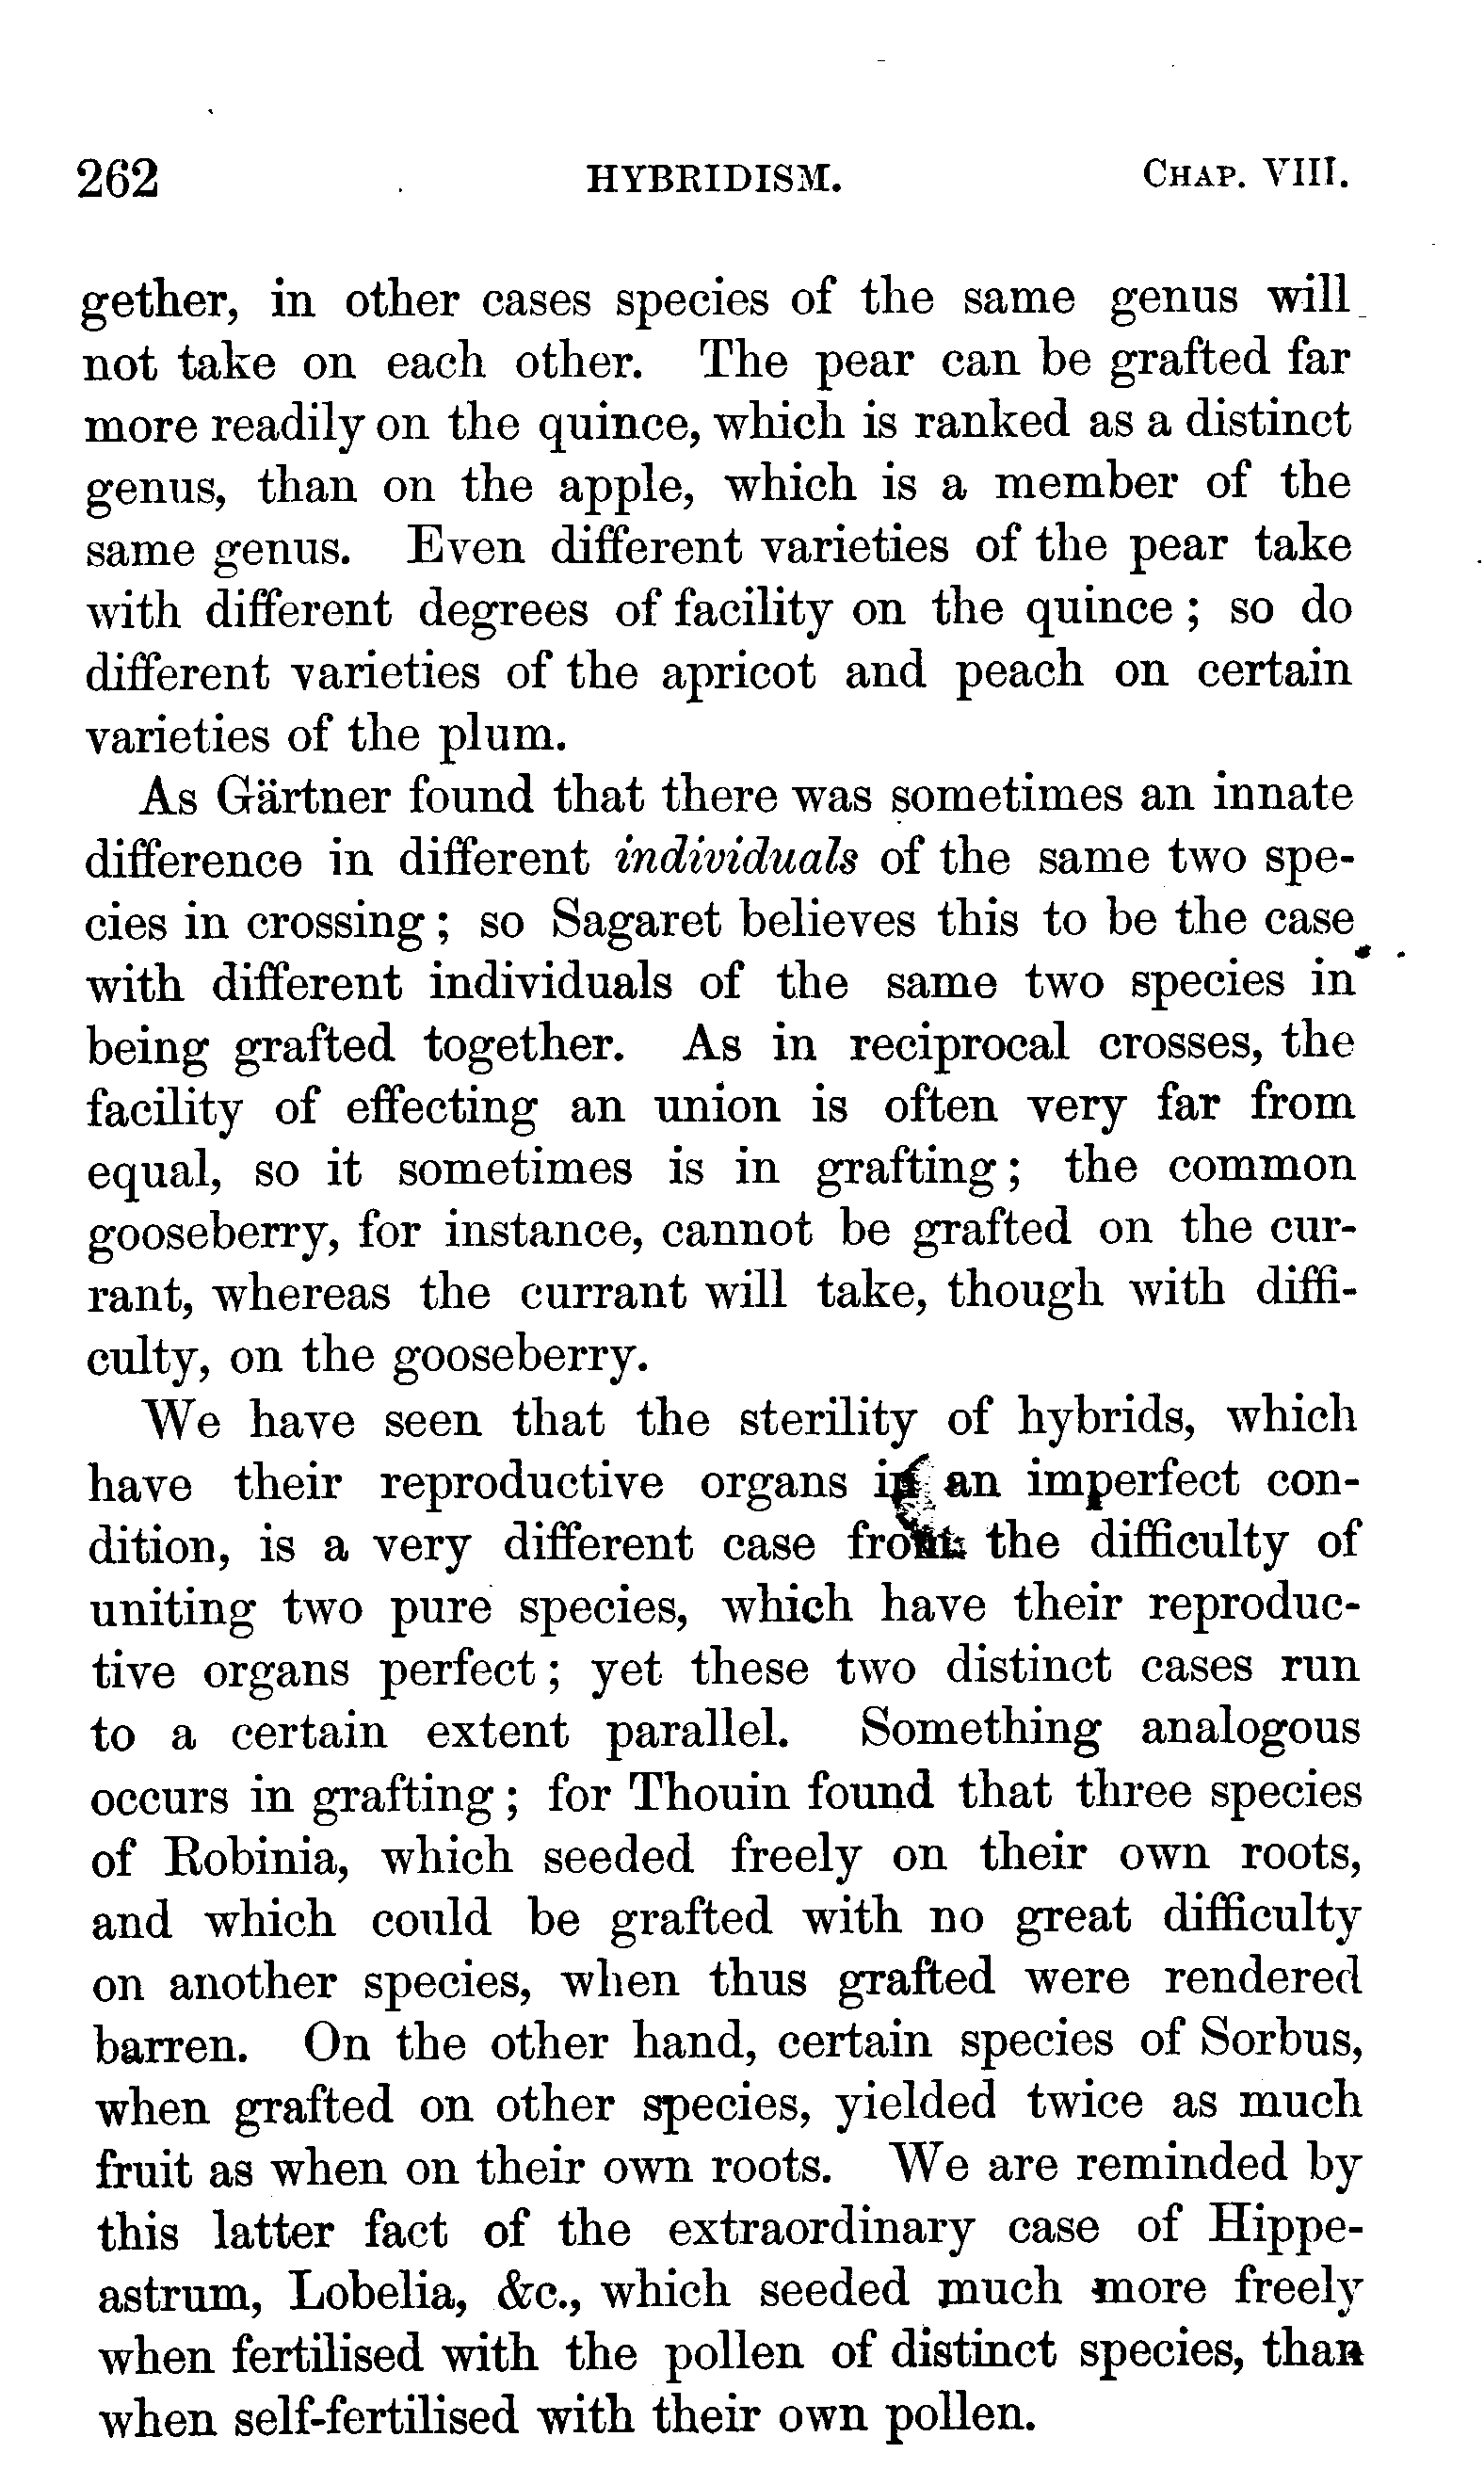 262 HYBRIDISM. CHAP. VIII.
gether, in other cases species of the same genus will
not take on each other. The pear can be grafted far
more readily on the quince, which is ranked as a distinct
genus, than on the apple, which is a member of the
same genus. Even different varieties of the pear take
with different degrees of facility on the quince; so do
different varieties of the apricot and peach on certain
varieties of the plum.
As Gärtner found that there was sometimes an innate
difference in different individuals of the same two spe-
cies in crossing; so Sagaret believes this to be the case
with different individuals of the same two species in
being grafted together. As in reciprocal crosses, the
facility of effecting an union is often very far from
equal, so it sometimes is in grafting; the common
gooseberry, for instance, cannot be grafted on the cur-
rant, whereas the currant will take, though with diffi-
culty, on the gooseberry.
We have seen that the sterility of hybrids, which
have their reproductive organs in an imperfect con-
dition, is a very different case from the difficulty of
uniting two pure species, which have their reproduc-
tive organs perfect; yet these two distinct cases run
to a certain extent parallel. Something analogous
occurs in grafting; for Thouin found that three species
of Robinia, which seeded freely on their own roots,
and which could be grafted with no great difficulty
on another species, when thus grafted were rendered
barren. On the other hand, certain species of Sorbus,
when grafted on other species, yielded twice as much
fruit as when on their own roots. We are reminded by
this latter fact of the extraordinary case of Hippe-
astrum, Lobelia, &c., which seeded much more freely
when fertilised with the pollen of distinct species, than
when self-fertilised with their own pollen.